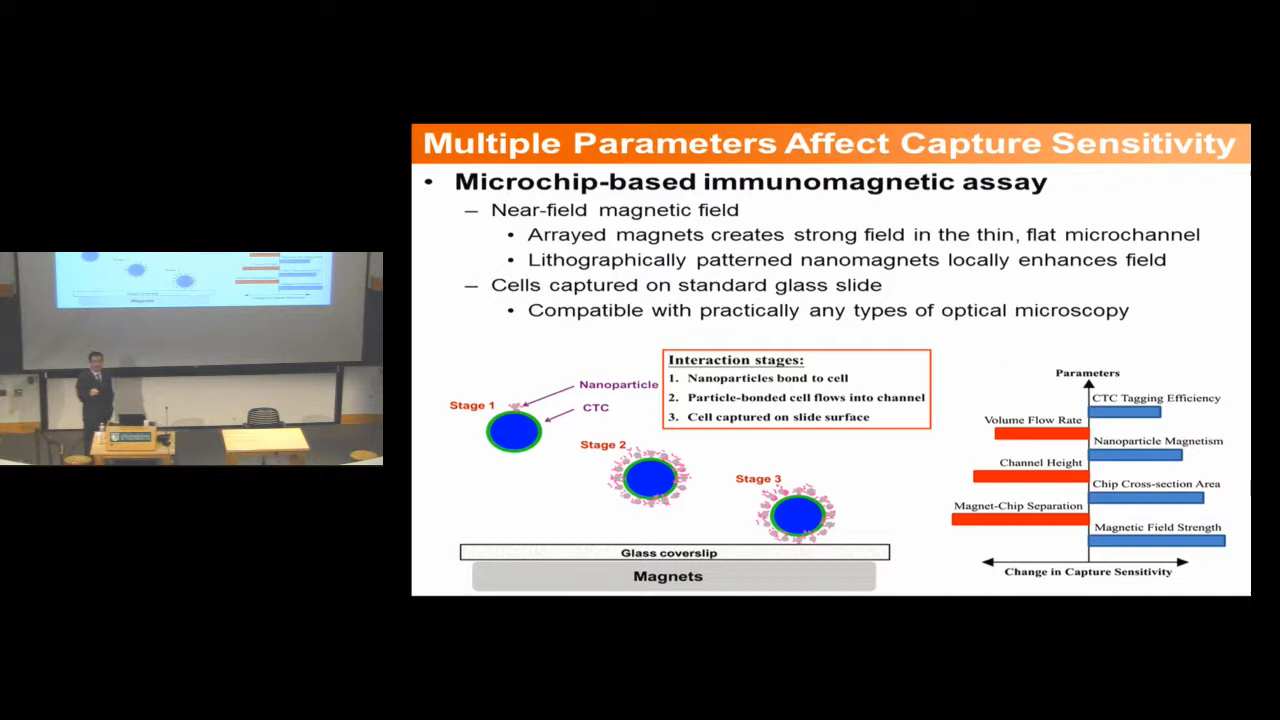 Multiple Parameters Affect Capture Sensitivity
• Microchip-based immunomagnetic assay
– Near-field magnetic field
• Arrayed magnets creates strong field in the thin, flat microchannel
• Lithographically patterned nanomagnets locally enhances field
– Cells captured on standard glass slide
• Compatible with practically any types of optical microscopy
Interaction stages:
1. Nanoparticles bond to cell
2. Particle-bonded cell flows into channel
3. Cell captured on slide surface
Nanoparticle
CTC
Stage 1
Stage 2
Stage 3
Glass coverslip
Magnets
Parameters
CTC Tagging Efficiency
Volume Flow Rate
Nanoparticle Magnetism
Channel Height
Chip Cross-section Area
Magnet-Chip Separation
Magnetic Field Strength
Change in Capture Sensitivity
Magnets